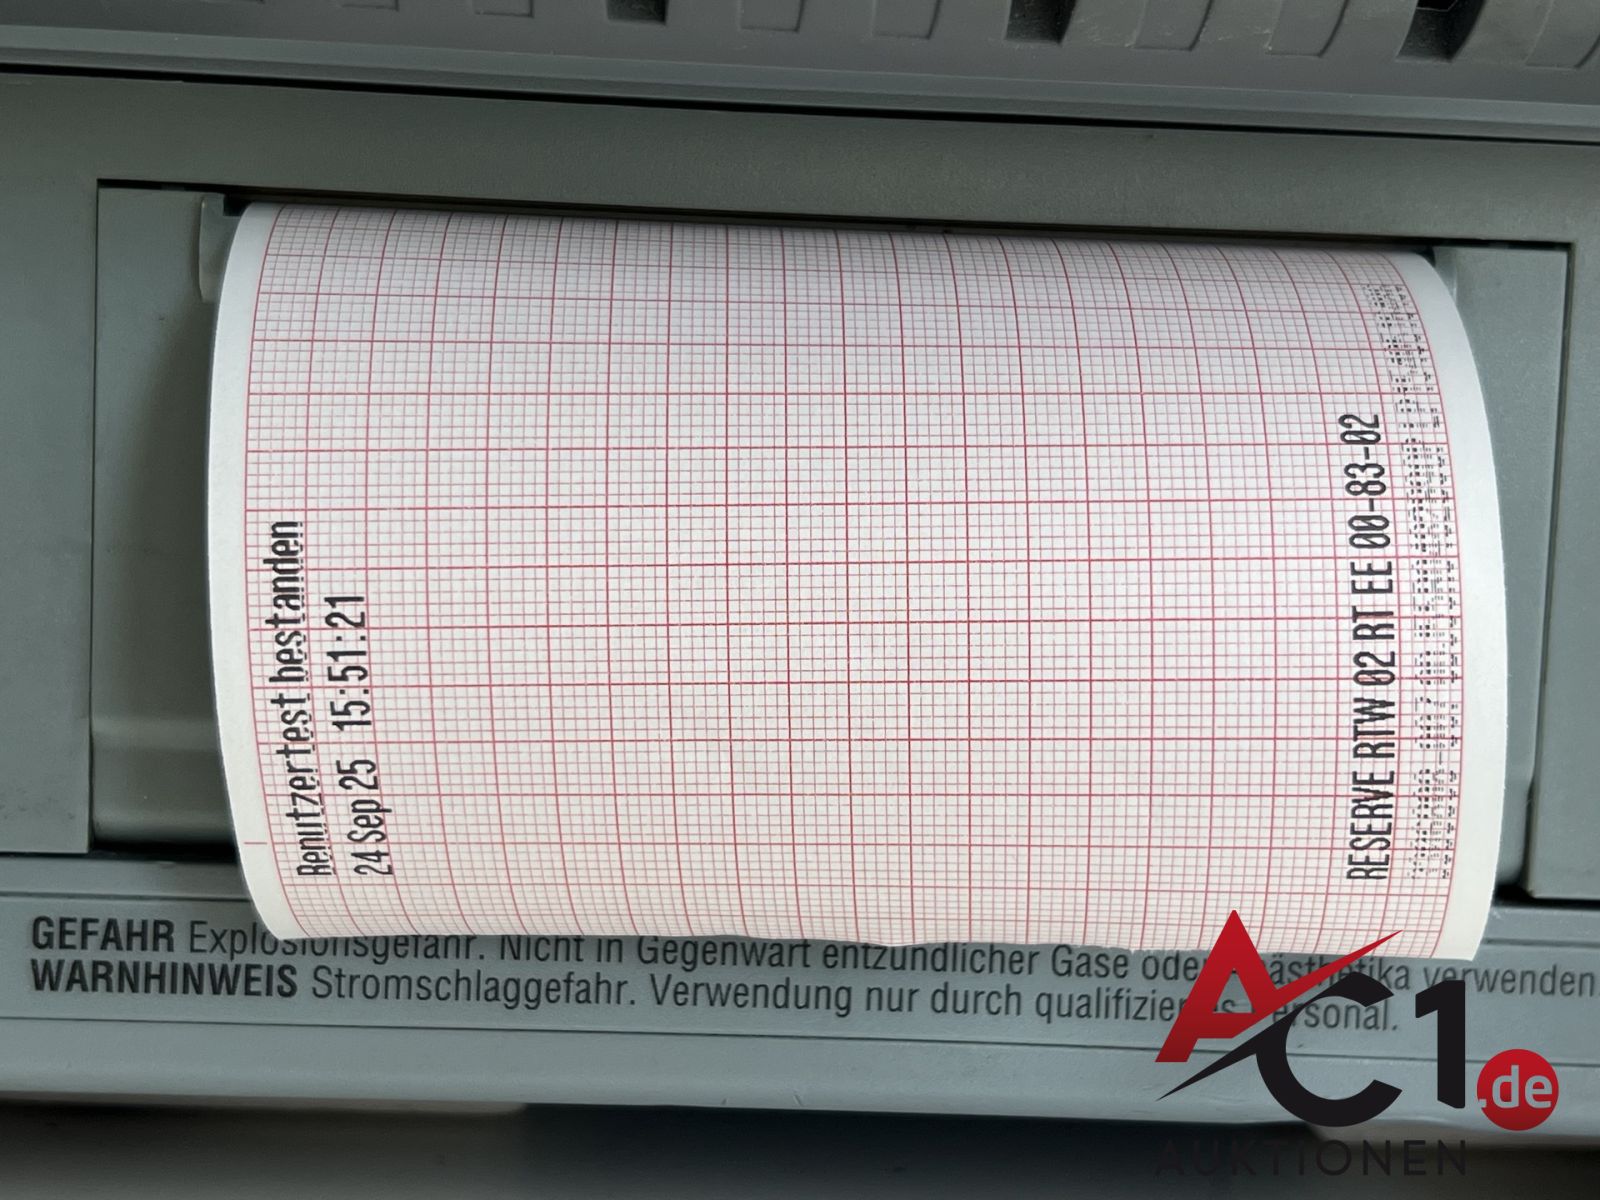 Benutzertest bestanden
24 Sep 25 15:51:21
RESERVE RTW 02 RT EE 00-83-02
GEFAHR Explosionsgefahr. Nicht in Gegenwart entzündlicher Gase oder Anästhetika verwenden.
WARNHINWEIS Stromschlaggefahr. Verwendung nur durch qualifiziertes Personal.
AC1.de
AUKTIONEN